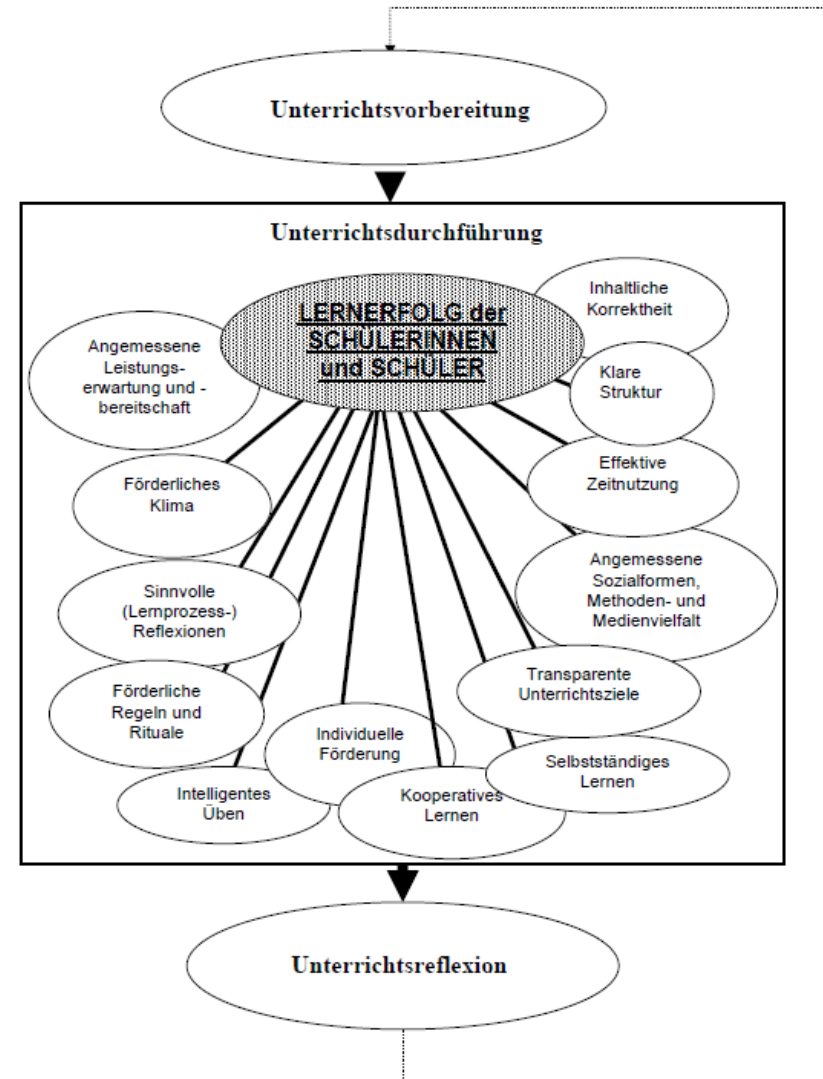 Unterrichtsvorbereitung
Unterrichtsdurchführung
LERNERFOLG der
SCHÜLERINNEN
und SCHÜLER
Inhaltliche
Korrektheit
Angemessene
Leistungs-
erwartung und -
bereitschaft
Klare
Struktur
Förderliches
Klima
Effektive
Zeitnutzung
Sinnvolle
(Lernprozess-)
Reflexionen
Angemessene
Sozialformen,
Methoden- und
Medienvielfalt
Förderliche
Regeln und
Rituale
Transparente
Unterrichtsziele
Individuelle
Förderung
Selbstständiges
Lernen
Intelligentes
Üben
Kooperatives
Lernen
Unterrichtsreflexion